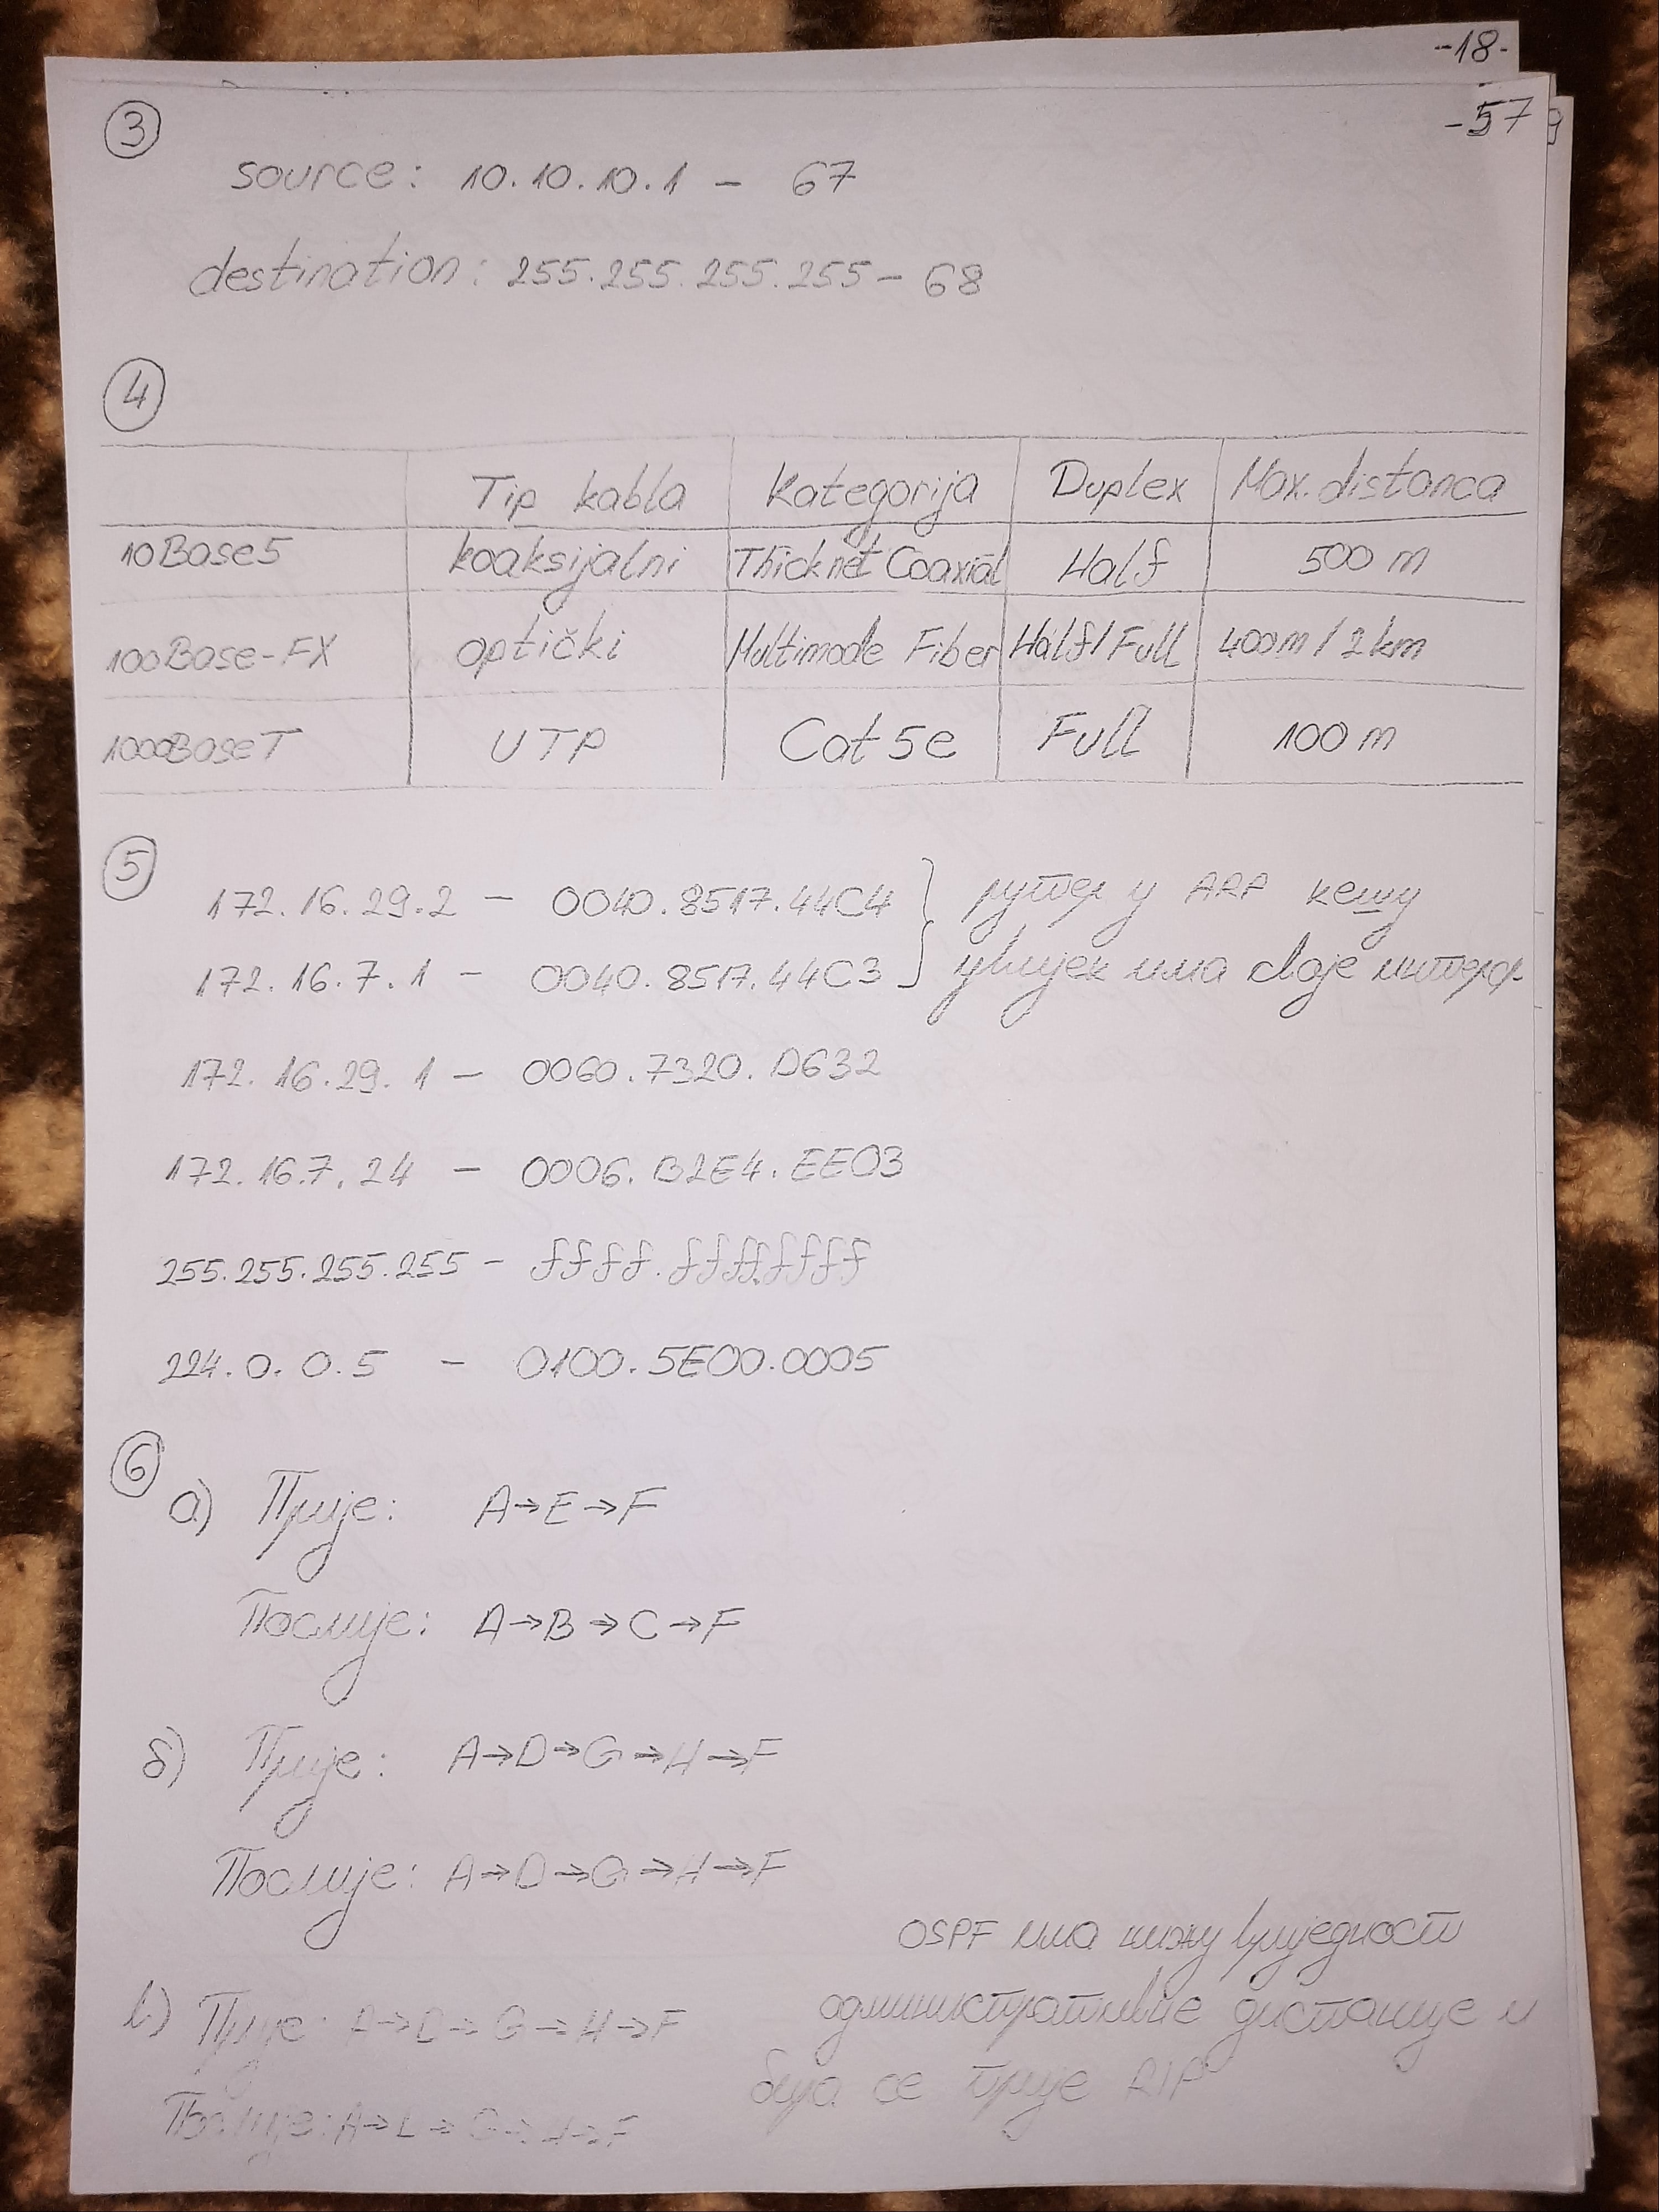 -18-
-57
③
source: 10.10.10.1 - 67
destination: 255.255.255.255 - 68
④
Tip kabla Kategorija Duplex Max. distanca
10Base5 koaksijalni Thicknet Coaxial Half 500 m
100Base-FX optički Multimode Fiber Half/Full 400m / 2km
1000BaseT UTP Cat 5e Full 100 m
⑤
172.16.29.2 - 0040.8517.44C4 } рутер у ARP кешу
172.16.7.1 - 0040.8517.44C3 увијек има своје интерф.
172.16.29.1 - 0060.7320.D632
172.16.7.24 - 0006.B2E4.EE03
255.255.255.255 - ffff.ffff.ffff
224.0.0.5 - 0100.5E00.0005
⑥
а) Прије: A→E→F
Послије: A→B→C→F
б) Прије: A→D→G→H→F
Послије: A→D→G→H→F
OSPF има нижу вриједност
в) Прије: A→D→G→H→F административне дистанце и
бира се прије RIP
Послије: A→ →G→H→F